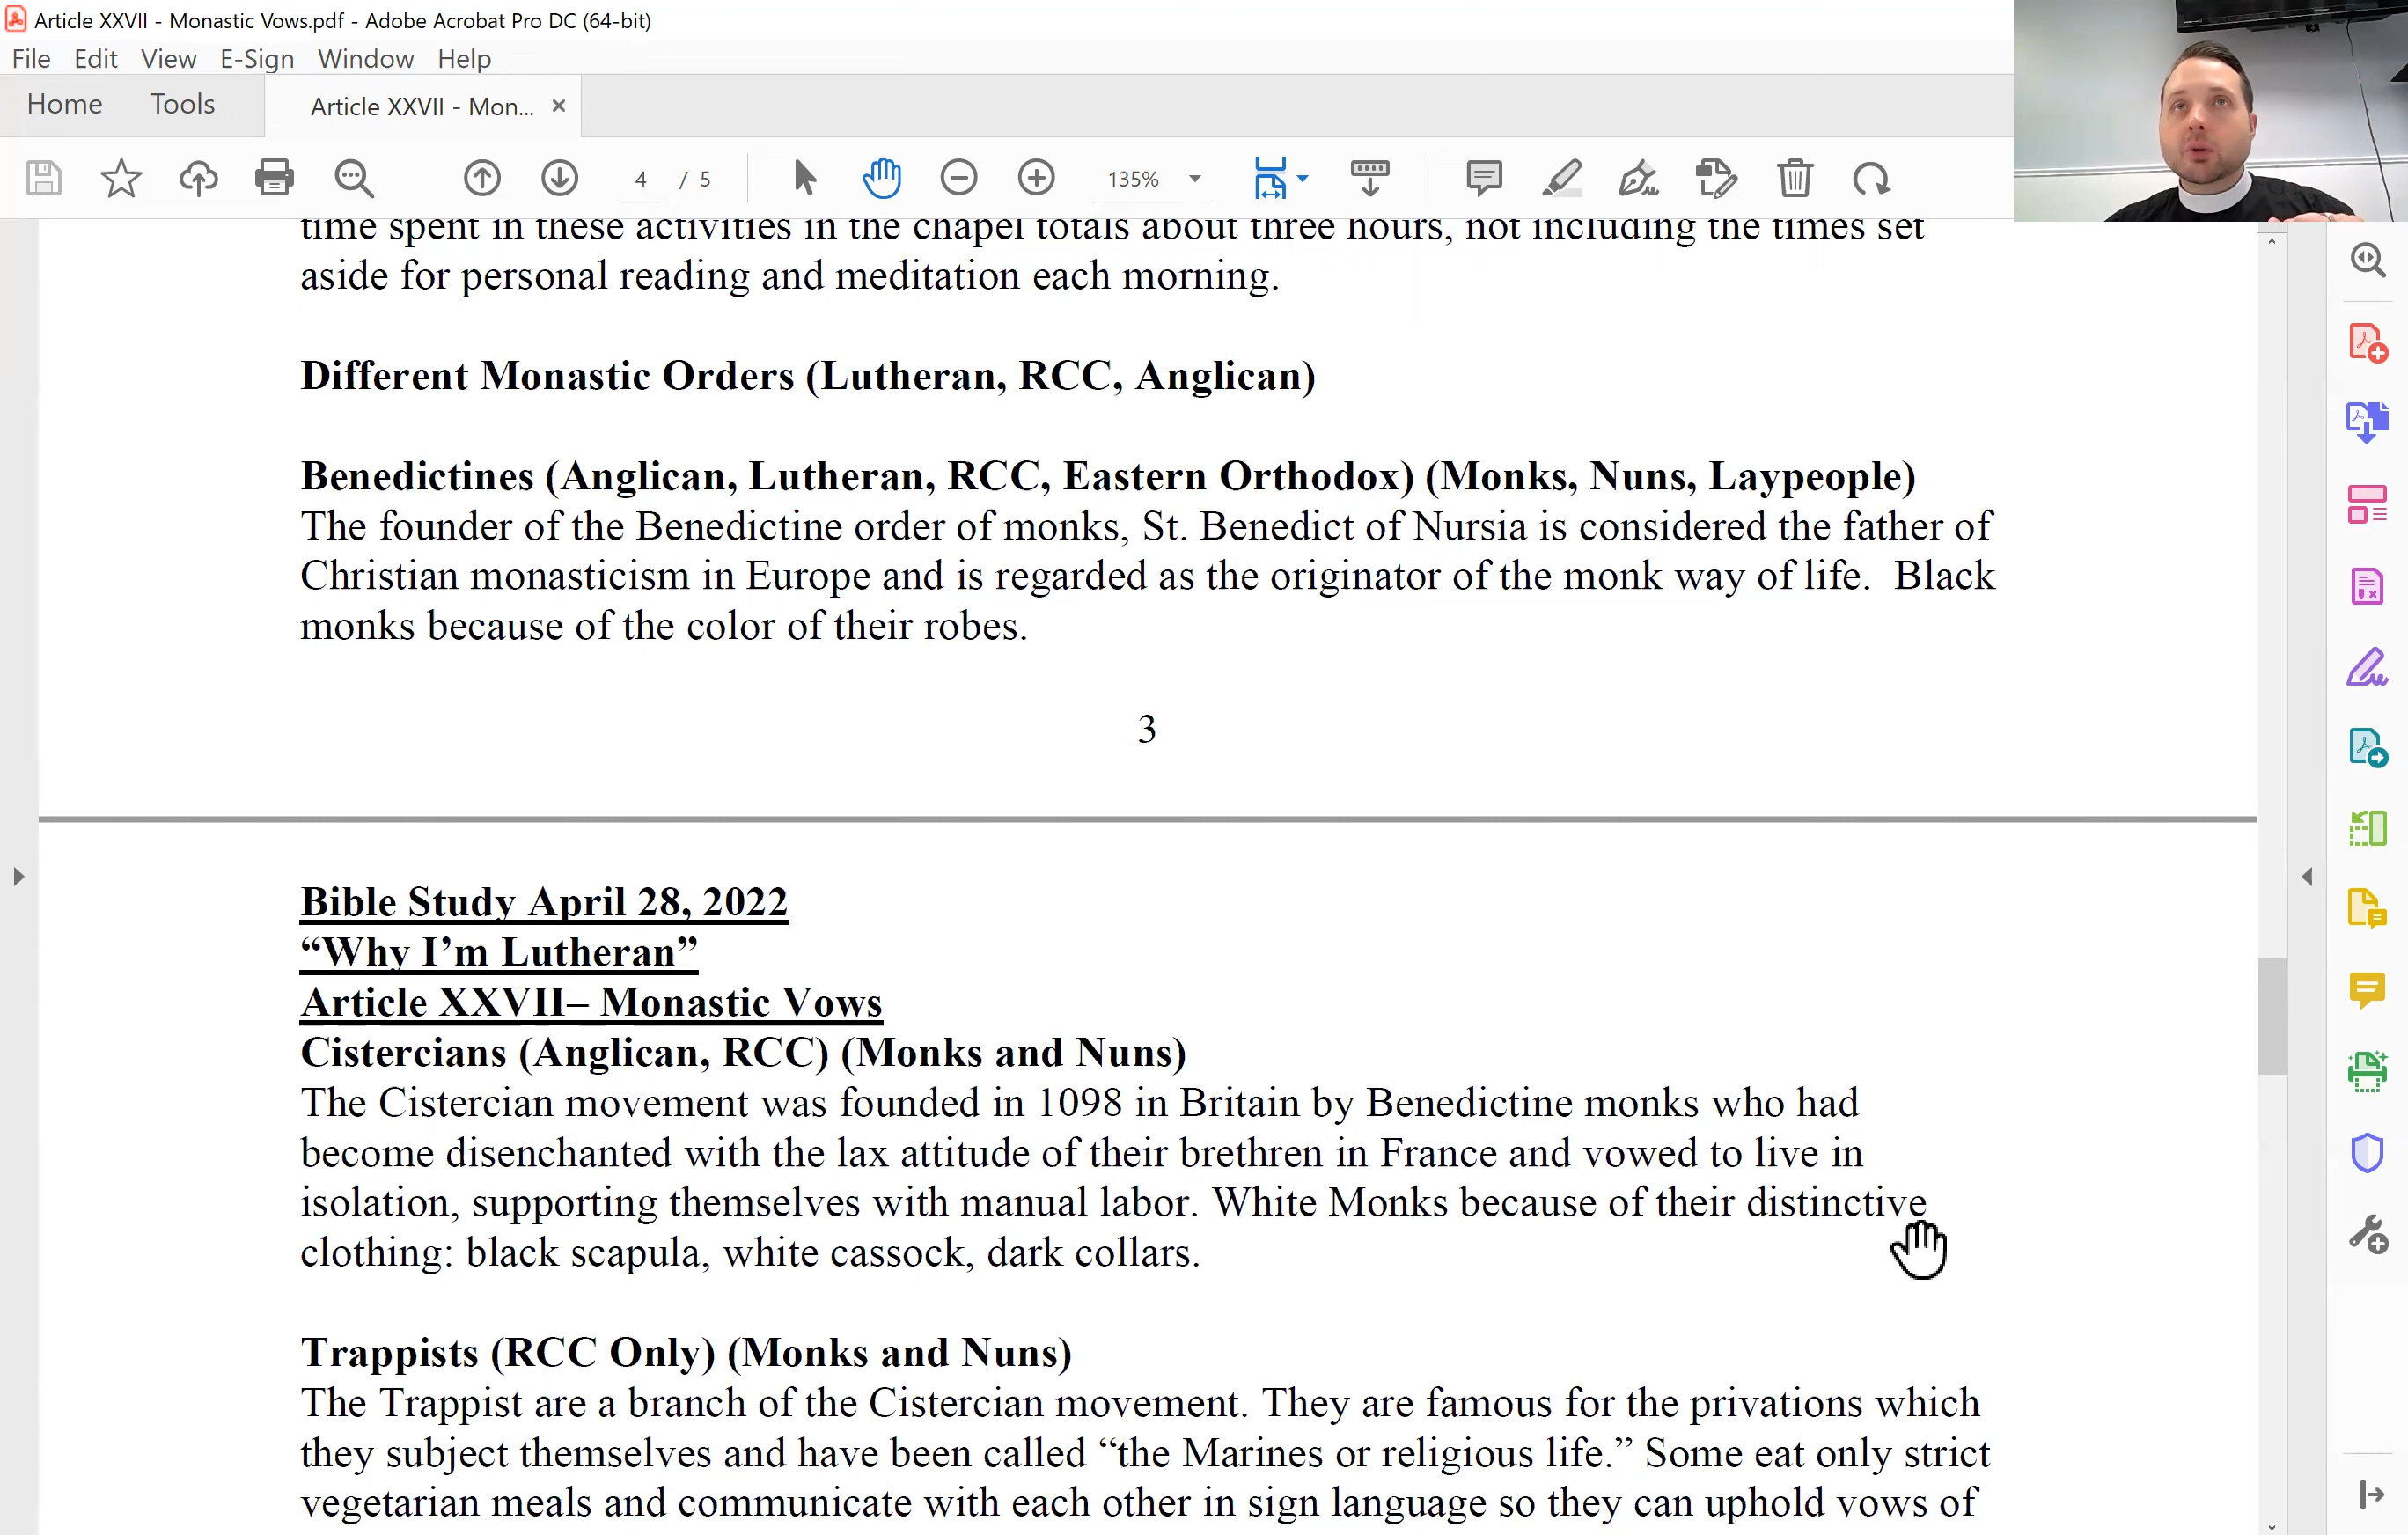 Article XXVII - Monastic Vows.pdf - Adobe Acrobat Pro DC (64-bit)
File Edit View E-Sign Window Help
Home Tools Article XXVII - Mon... ×
4 / 5 135%
time spent in these activities in the chapel totals about three hours, not including the times set
aside for personal reading and meditation each morning.
Different Monastic Orders (Lutheran, RCC, Anglican)
Benedictines (Anglican, Lutheran, RCC, Eastern Orthodox) (Monks, Nuns, Laypeople)
The founder of the Benedictine order of monks, St. Benedict of Nursia is considered the father of
Christian monasticism in Europe and is regarded as the originator of the monk way of life.  Black
monks because of the color of their robes.
3
Bible Study April 28, 2022
“Why I’m Lutheran”
Article XXVII– Monastic Vows
Cistercians (Anglican, RCC) (Monks and Nuns)
The Cistercian movement was founded in 1098 in Britain by Benedictine monks who had
become disenchanted with the lax attitude of their brethren in France and vowed to live in
isolation, supporting themselves with manual labor. White Monks because of their distinctive
clothing: black scapula, white cassock, dark collars.
Trappists (RCC Only) (Monks and Nuns)
The Trappist are a branch of the Cistercian movement. They are famous for the privations which
they subject themselves and have been called “the Marines or religious life.” Some eat only strict
vegetarian meals and communicate with each other in sign language so they can uphold vows of